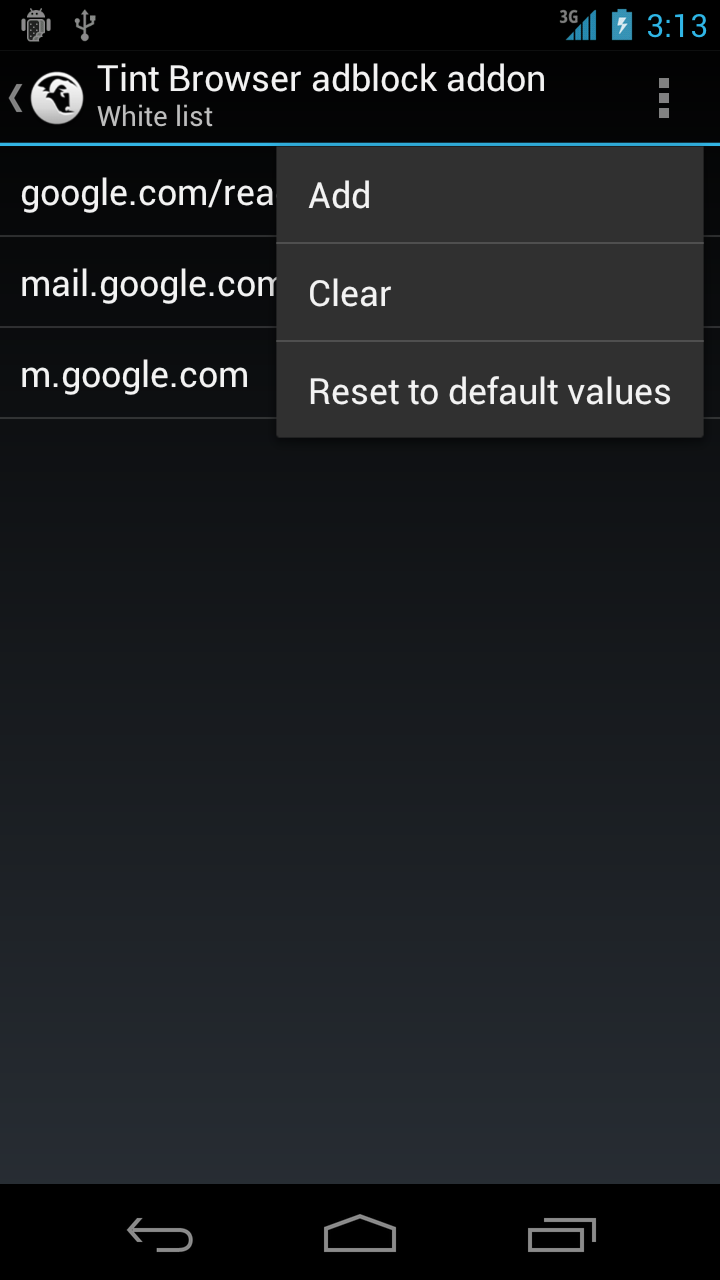 3G 3:13
Tint Browser adblock addon
White list
google.com/rea
Add
mail.google.com
Clear
m.google.com
Reset to default values